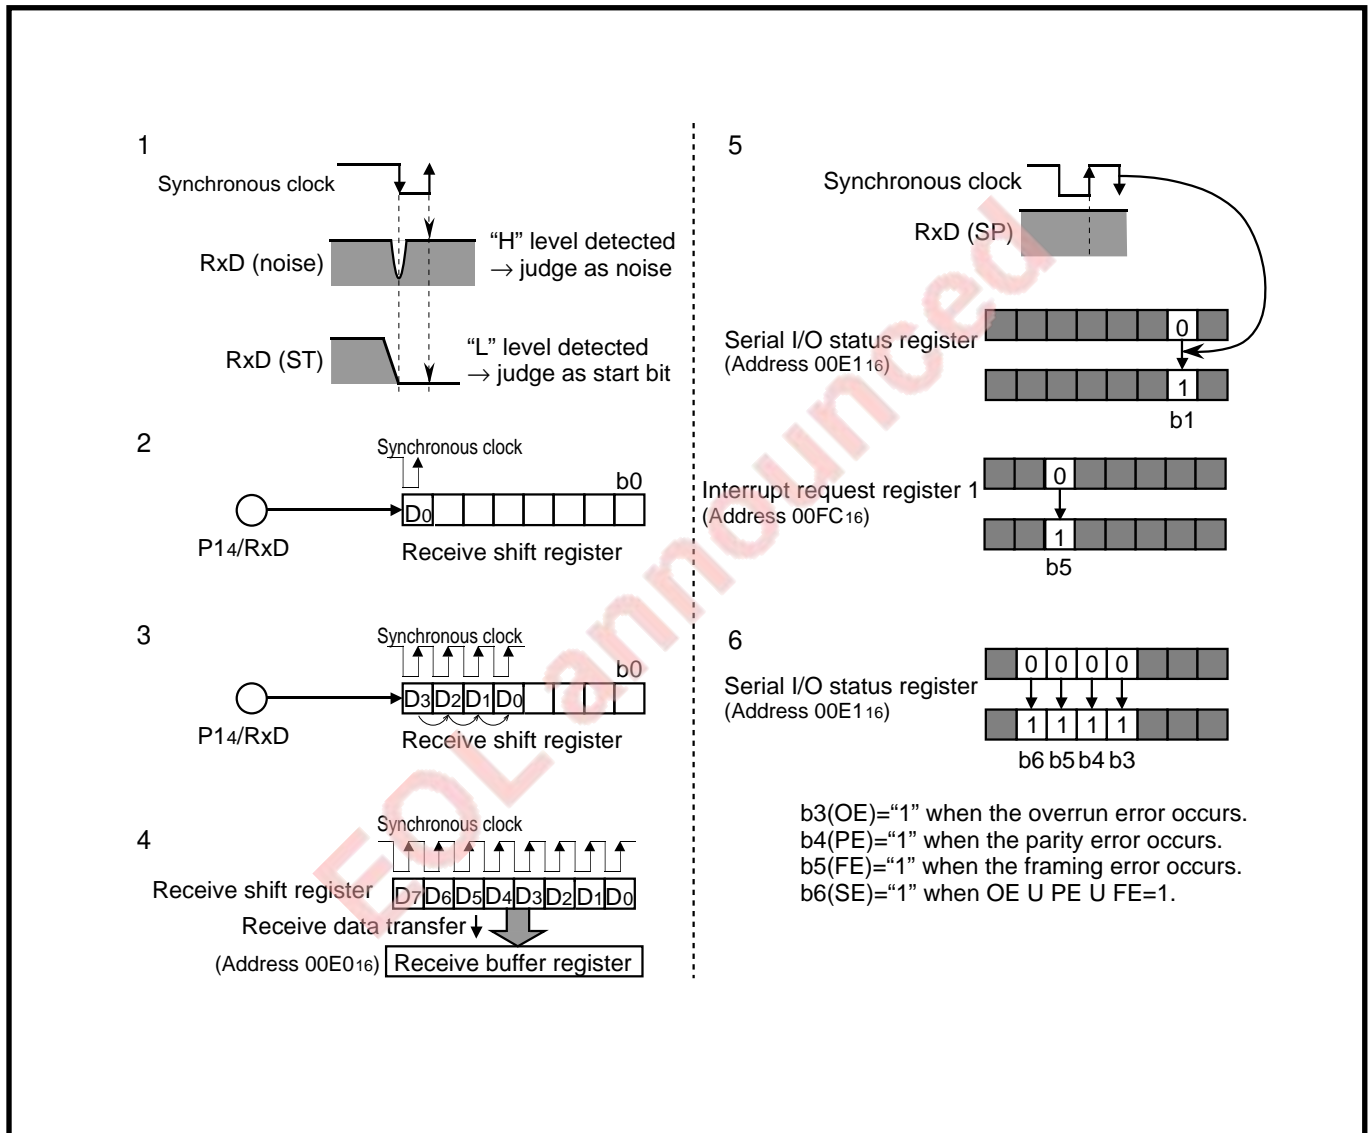 1
Synchronous clock
RxD (noise)
“H” level detected
→ judge as noise
RxD (ST)
“L” level detected
→ judge as start bit
2
Synchronous clock
b0
D0
P14/RxD
Receive shift register
3
Synchronous clock
b0
D3 D2 D1 D0
P14/RxD
Receive shift register
4
Synchronous clock
Receive shift register
D7 D6 D5 D4 D3 D2 D1 D0
Receive data transfer
(Address 00E016)
Receive buffer register
5
Synchronous clock
RxD (SP)
0
Serial I/O status register
(Address 00E116)
1
b1
0
Interrupt request register 1
(Address 00FC16)
1
b5
6
0 0 0 0
Serial I/O status register
(Address 00E116)
1 1 1 1
b6 b5 b4 b3
b3(OE)=“1” when the overrun error occurs.
b4(PE)=“1” when the parity error occurs.
b5(FE)=“1” when the framing error occurs.
b6(SE)=“1” when OE U PE U FE=1.
EOL announced